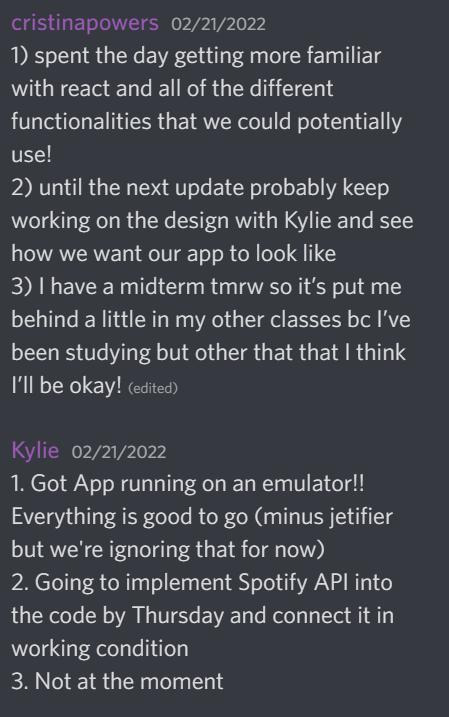 cristinapowers 02/21/2022
1) spent the day getting more familiar
with react and all of the different
functionalities that we could potentially
use!
2) until the next update probably keep
working on the design with Kylie and see
how we want our app to look like
3) I have a midterm tmrw so it’s put me
behind a little in my other classes bc I’ve
been studying but other that that I think
I’ll be okay! (edited)
Kylie 02/21/2022
1. Got App running on an emulator!!
Everything is good to go (minus jetifier
but we're ignoring that for now)
2. Going to implement Spotify API into
the code by Thursday and connect it in
working condition
3. Not at the moment